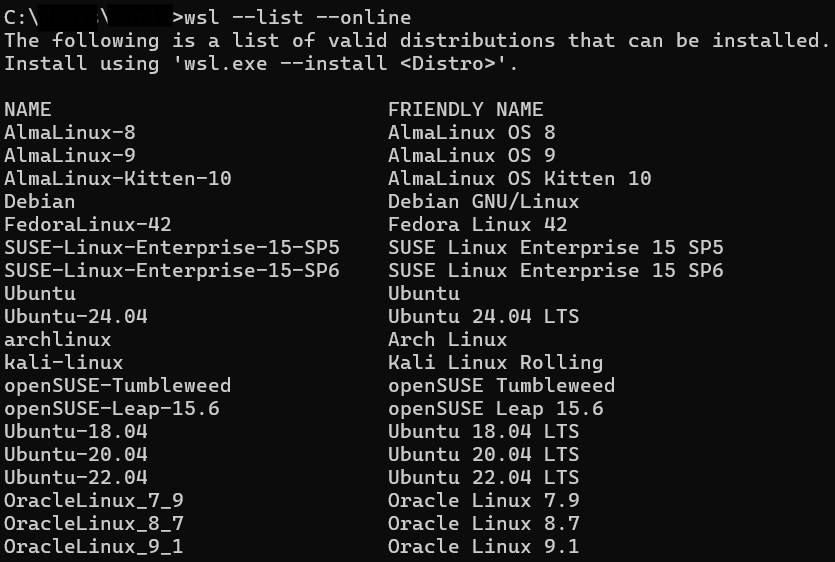 C:\ \ >wsl --list --online
The following is a list of valid distributions that can be installed.
Install using 'wsl.exe --install <Distro>'.
NAME FRIENDLY NAME
AlmaLinux-8 AlmaLinux OS 8
AlmaLinux-9 AlmaLinux OS 9
AlmaLinux-Kitten-10 AlmaLinux OS Kitten 10
Debian Debian GNU/Linux
FedoraLinux-42 Fedora Linux 42
SUSE-Linux-Enterprise-15-SP5 SUSE Linux Enterprise 15 SP5
SUSE-Linux-Enterprise-15-SP6 SUSE Linux Enterprise 15 SP6
Ubuntu Ubuntu
Ubuntu-24.04 Ubuntu 24.04 LTS
archlinux Arch Linux
kali-linux Kali Linux Rolling
openSUSE-Tumbleweed openSUSE Tumbleweed
openSUSE-Leap-15.6 openSUSE Leap 15.6
Ubuntu-18.04 Ubuntu 18.04 LTS
Ubuntu-20.04 Ubuntu 20.04 LTS
Ubuntu-22.04 Ubuntu 22.04 LTS
OracleLinux_7_9 Oracle Linux 7.9
OracleLinux_8_7 Oracle Linux 8.7
OracleLinux_9_1 Oracle Linux 9.1